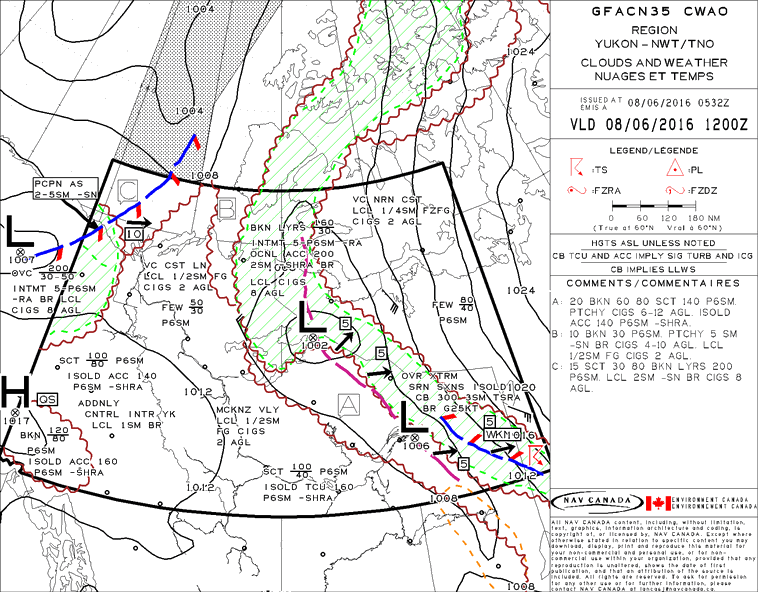 GFACN35 CWAO
REGION
YUKON - NWT/TNO
CLOUDS AND WEATHER
NUAGES ET TEMPS
ISSUED AT 08/06/2016 0532Z
EMIS A
VLD 08/06/2016 1200Z
LEGEND/LEGENDE
:TS
:PL
:FZRA
:FZDZ
0 60 120 180 NM
(True at 60°N Vrai à 60°N)
HGTS ASL UNLESS NOTED
CB TCU AND ACC IMPLY SIG TURB AND ICG
CB IMPLIES LLWS
COMMENTS/COMMENTAIRES
A: 20 BKN 60 80 SCT 140 P6SM.
PTCHY CIGS 6-12 AGL. ISOLD
ACC 140 P6SM -SHRA.
B: 10 BKN 30 P6SM. PTCHY 5 SM
-SN BR CIGS 4-10 AGL. LCL
1/2SM FG CIGS 2 AGL.
C: 15 SCT 30 80 BKN LYRS 200
P6SM. LCL 2SM -SN BR CIGS 8
AGL.
NAV CANADA
ENVIRONMENT CANADA
ENVIRONNEMENT CANADA
All NAV CANADA content, including, without limitation,
text, graphics, information architecture and coding, is
copyright of, or licensed by, NAV CANADA. Except where
otherwise stated in relation to specific content you may
download, display, print and reproduce this material for
your non-commercial and personal use, or for non-
commercial use within your organization, provided that any
reproduction is unaltered, shows the date of first
publication, and that an attribution of the source is
included. All rights are reserved. To ask for permission
for any other use or for further information, please
contact NAV CANADA at
1004
1024
1004
1008
PCPN AS
2-5SM -SN
C
B
10
L
1007
OVC 200
30-50
INTMT 5-P6SM
-RA BR LCL
CIGS 8 AGL
VC CST LN
LCL 1/2SM FG
CIGS 2 AGL
FEW 50
30
P6SM
BKN LYRS 160
30
P6SM
INTMT 5-P6SM -RA
OCNL ACC 200
2SM -SHRA BR
LCL CIGS
8 AGL
VC NRN CST
LCL 1/4SM FZFG
CIGS 2 AGL
1024
FEW 80
40
P6SM
L
1002
5
5
SCT 100
80 P6SM
ISOLD ACC 140
P6SM -SHRA
ADDNLY
CNTRL INTR YK
LCL 1SM BR
H
1017
QS
BKN 120
80
P6SM
ISOLD ACC 160
P6SM -SHRA
1012
MCKNZ VLY
LCL 1/2SM
FG CIGS
2 AGL
A
OVR XTRM
SRN SXNS ISOLD
CB 300 3SM TSRA
BR G25KT
1020
L
1006
5
WKN
10
1016
5
1012
SCT 100
40 P6SM
ISOLD TCU 160
P6SM -SHRA
1012
1008
1008